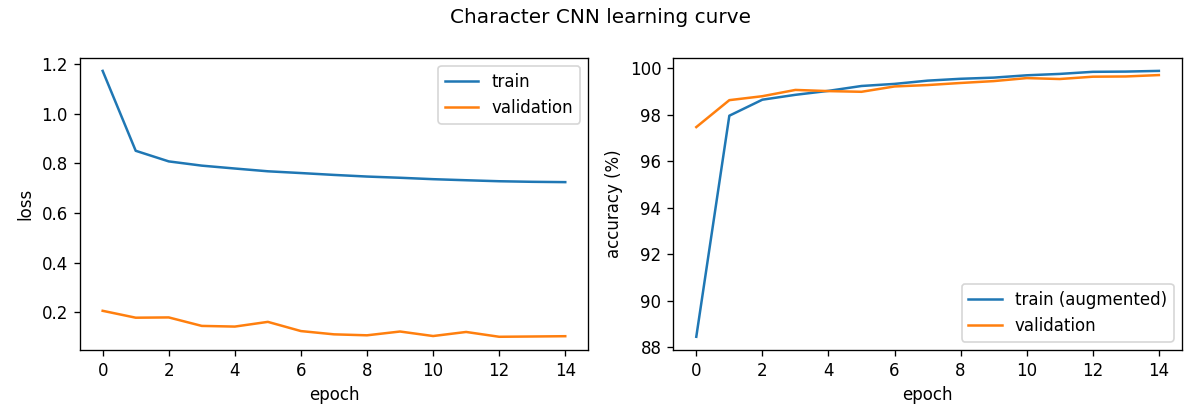 Character CNN learning curve
1.2
1.0
0.8
0.6
0.4
0.2
loss
train
validation
0 2 4 6 8 10 12 14
epoch
100
98
96
94
92
90
88
accuracy (%)
train (augmented)
validation
0 2 4 6 8 10 12 14
epoch